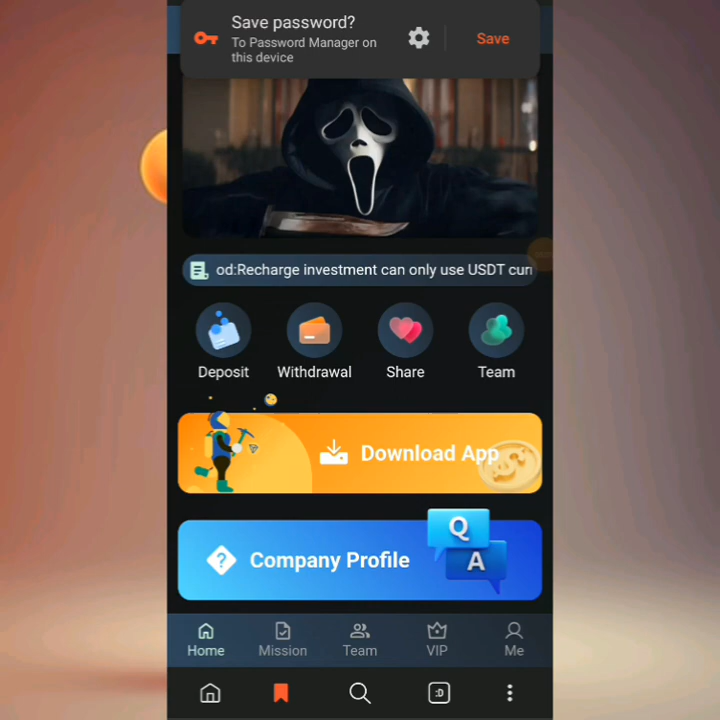 Save password?
To Password Manager on
this device
Save
od:Recharge investment can only use USDT curr
Deposit
Withdrawal
Share
Team
Download App
Company Profile
Q
A
Home
Mission
Team
VIP
Me
:D